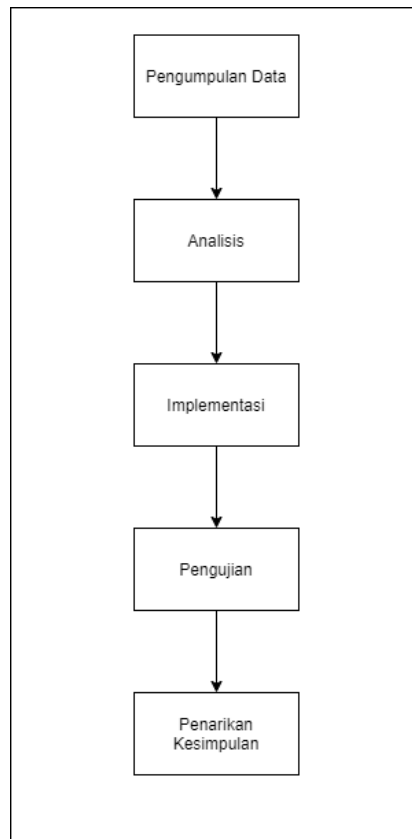 Pengumpulan Data
Analisis
Implementasi
Pengujian
Penarikan
Kesimpulan